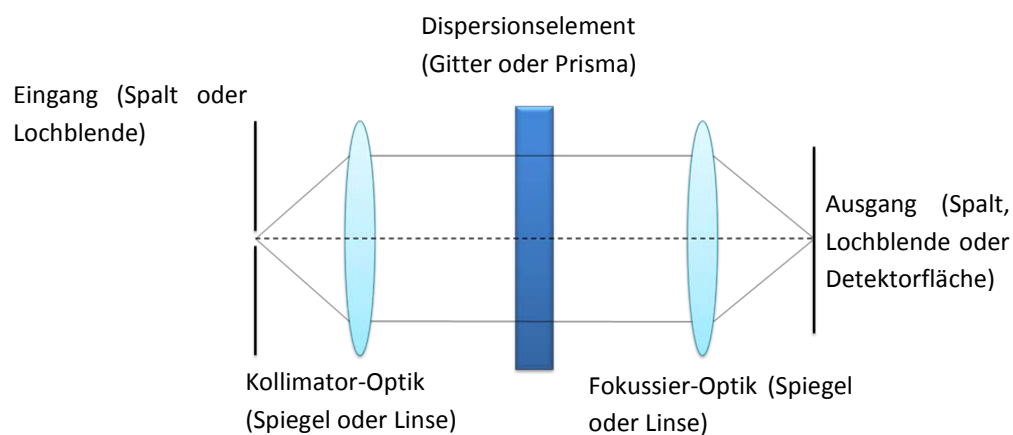 Dispersionselement
(Gitter oder Prisma)
Eingang (Spalt oder
Lochblende)
Ausgang (Spalt,
Lochblende oder
Detektorfläche)
Kollimator-Optik
(Spiegel oder Linse)
Fokussier-Optik (Spiegel
oder Linse)